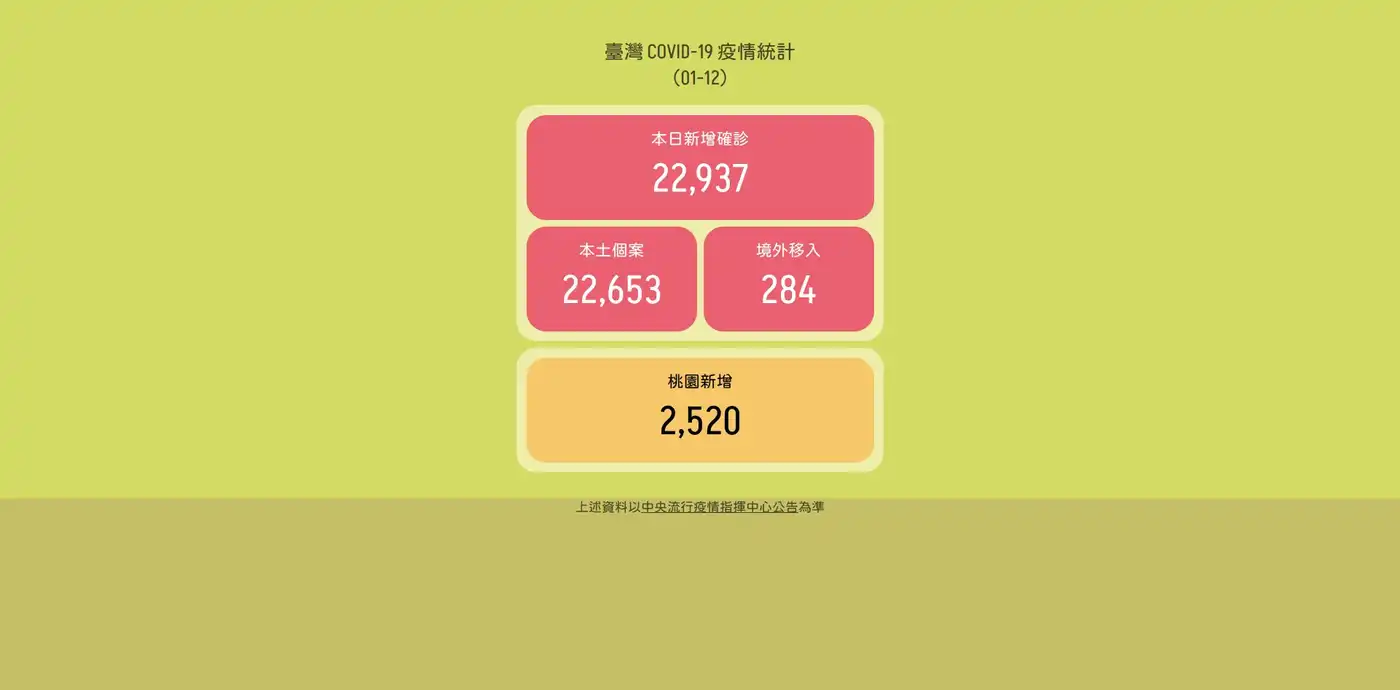 臺灣 COVID-19 疫情統計
(01-12)
本日新增確診
22,937
本土個案
22,653
境外移入
284
桃園新增
2,520
上述資料以中央流行疫情指揮中心公告為準